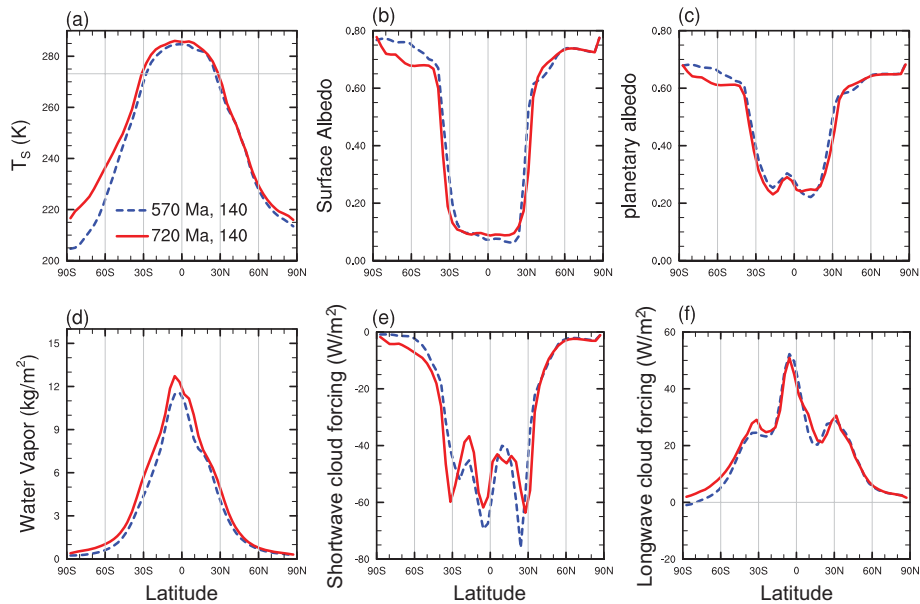 (a)
(b)
(c)
T_S (K)
280
260
240
220
200
570 Ma, 140
720 Ma, 140
90S 60S 30S 0 30N 60N 90N
Surface Albedo
0.80
0.60
0.40
0.20
0.00
90S 60S 30S 0 30N 60N 90N
planetary albedo
0.80
0.60
0.40
0.20
0.00
90S 60S 30S 0 30N 60N 90N
(d)
(e)
(f)
Water Vapor (kg/m²)
15
12
9
6
3
0
90S 60S 30S 0 30N 60N 90N
Latitude
Shortwave cloud forcing (W/m²)
0
-20
-40
-60
-80
90S 60S 30S 0 30N 60N 90N
Latitude
Longwave cloud forcing (W/m²)
60
40
20
0
-20
90S 60S 30S 0 30N 60N 90N
Latitude